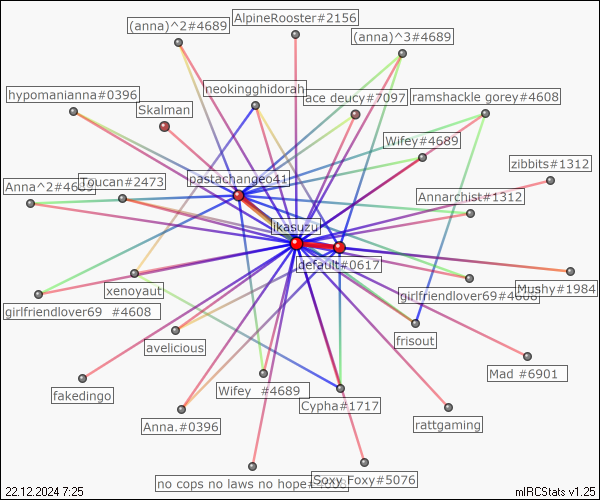 AlpineRooster#2156
(anna)^2#4689
(anna)^3#4689
neokingghidorah
hypomanianna#0396
ace deucy#7097
ramshackle gorey#4608
Skalman
Wifey#4689
zibbits#1312
pastachangeo41
Anna^2#4689
Toucan#2473
Annarchist#1312
ikasuzu
default#0617
xenoyaut
girlfriendlover69#4608
Mushy#1984
girlfriendlover69 #4608
avelicious
frisout
Mad #6901
fakedingo
Wifey #4689
Cypha#1717
Anna.#0396
rattgaming
no cops no laws no hope#4608
Soxy Foxy#5076
22.12.2024 7:25
mIRCStats v1.25